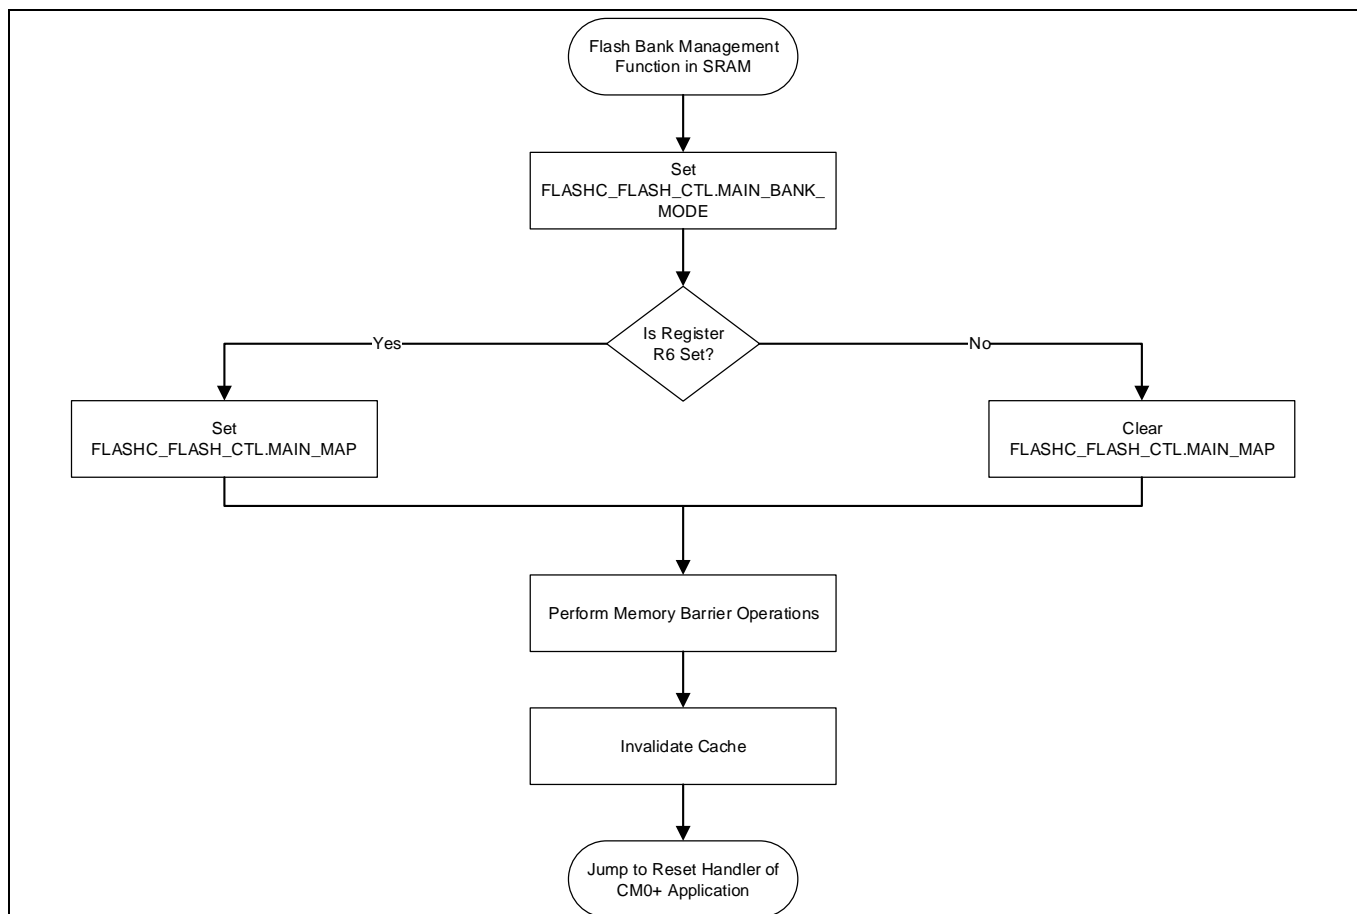 Flash Bank Management
Function in SRAM
Set
FLASHC_FLASH_CTL.MAIN_BANK_
MODE
Is Register
R6 Set?
Yes
No
Set
FLASHC_FLASH_CTL.MAIN_MAP
Clear
FLASHC_FLASH_CTL.MAIN_MAP
Perform Memory Barrier Operations
Invalidate Cache
Jump to Reset Handler of
CM0+ Application